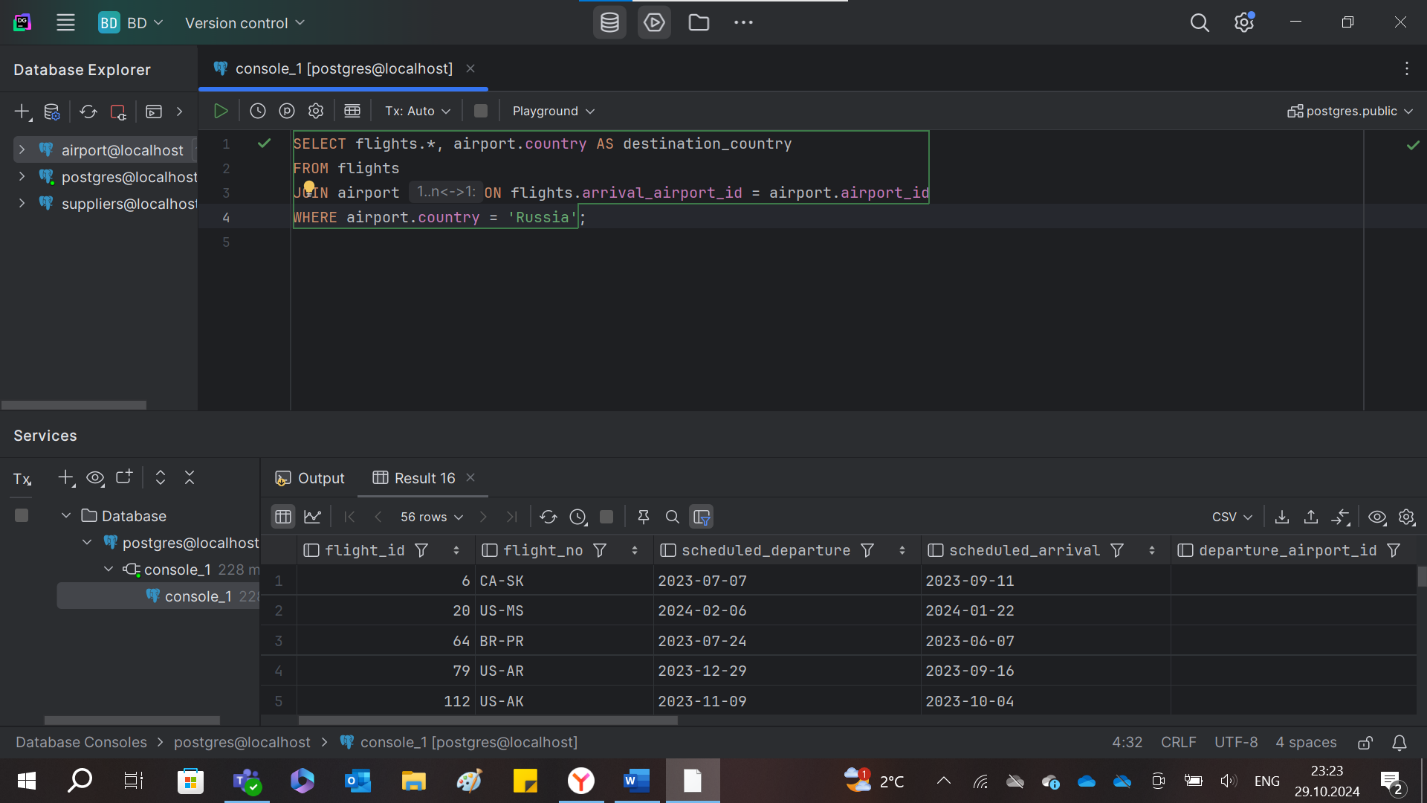 BD BD Version control
Database Explorer
console_1 [postgres@localhost]
Tx: Auto Playground postgres.public
airport@localhost
postgres@localhost
suppliers@localhost
1 SELECT flights.*, airport.country AS destination_country
2 FROM flights
3 JOIN airport 1..n<->1: ON flights.arrival_airport_id = airport.airport_id
4 WHERE airport.country = 'Russia';
5
Services
Tx
Output Result 16
Database
postgres@localhost
console_1 228 m
console_1 228
56 rows CSV
flight_id flight_no scheduled_departure scheduled_arrival departure_airport_id
1 6 CA-SK 2023-07-07 2023-09-11
2 20 US-MS 2024-02-06 2024-01-22
3 64 BR-PR 2023-07-24 2023-06-07
4 79 US-AR 2023-12-29 2023-09-16
5 112 US-AK 2023-11-09 2023-10-04
Database Consoles > postgres@localhost > console_1 [postgres@localhost] 4:32 CRLF UTF-8 4 spaces
1 2°C ENG 23:23
29.10.2024 2